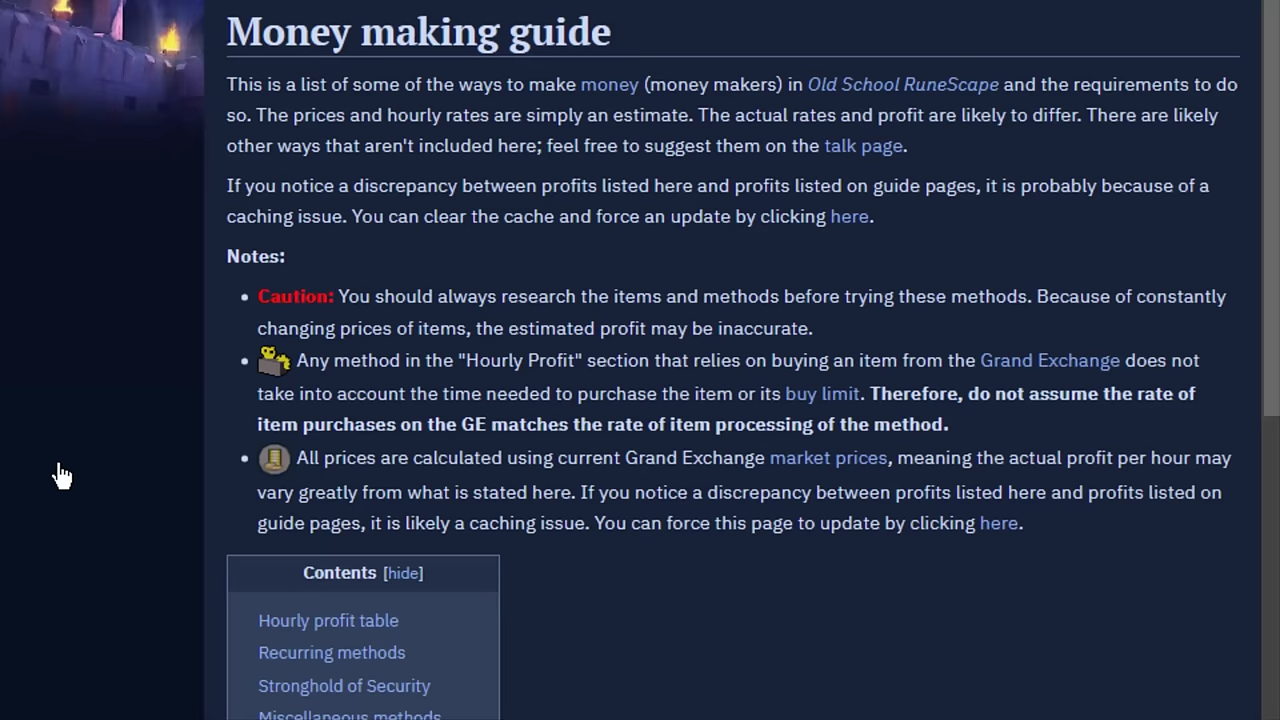 Money making guide
This is a list of some of the ways to make money (money makers) in Old School RuneScape and the requirements to do
so. The prices and hourly rates are simply an estimate. The actual rates and profit are likely to differ. There are likely
other ways that aren't included here; feel free to suggest them on the talk page.
If you notice a discrepancy between profits listed here and profits listed on guide pages, it is probably because of a
caching issue. You can clear the cache and force an update by clicking here.
Notes:
Caution: You should always research the items and methods before trying these methods. Because of constantly
changing prices of items, the estimated profit may be inaccurate.
Any method in the "Hourly Profit" section that relies on buying an item from the Grand Exchange does not
take into account the time needed to purchase the item or its buy limit. Therefore, do not assume the rate of
item purchases on the GE matches the rate of item processing of the method.
All prices are calculated using current Grand Exchange market prices, meaning the actual profit per hour may
vary greatly from what is stated here. If you notice a discrepancy between profits listed here and profits listed on
guide pages, it is likely a caching issue. You can force this page to update by clicking here.
Contents [hide]
Hourly profit table
Recurring methods
Stronghold of Security
Miscellaneous methods